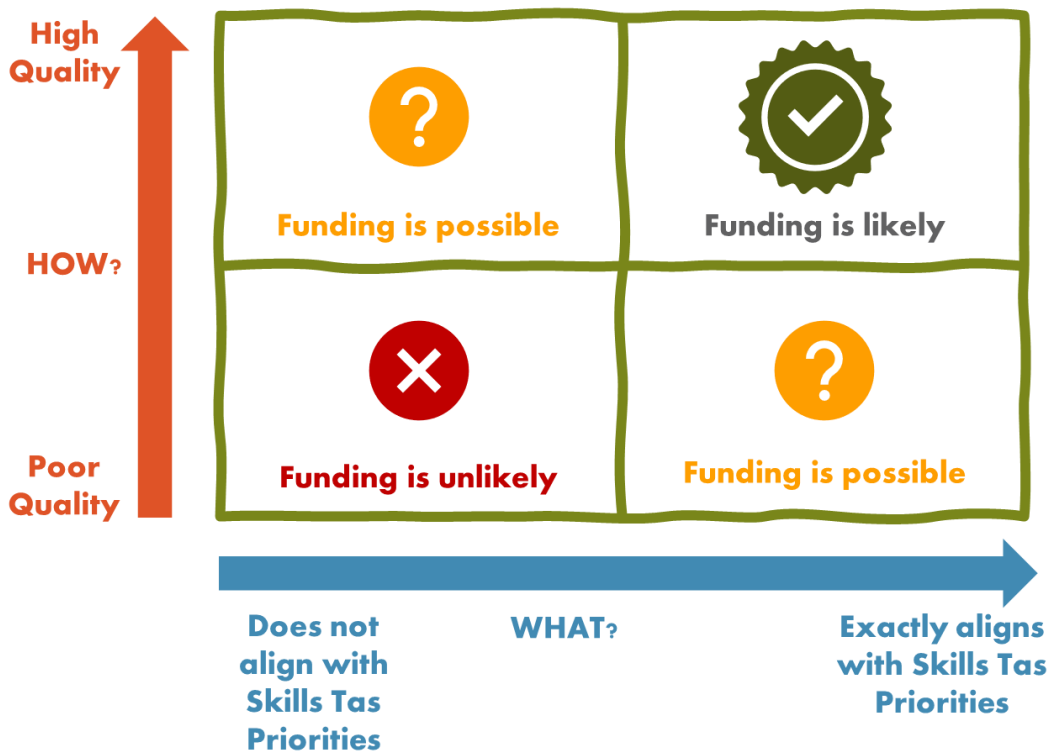 High
Quality
Funding is possible
Funding is likely
HOW?
Poor
Quality
Funding is unlikely
Funding is possible
Does not
align with
Skills Tas
Priorities
WHAT?
Exactly aligns
with Skills Tas
Priorities